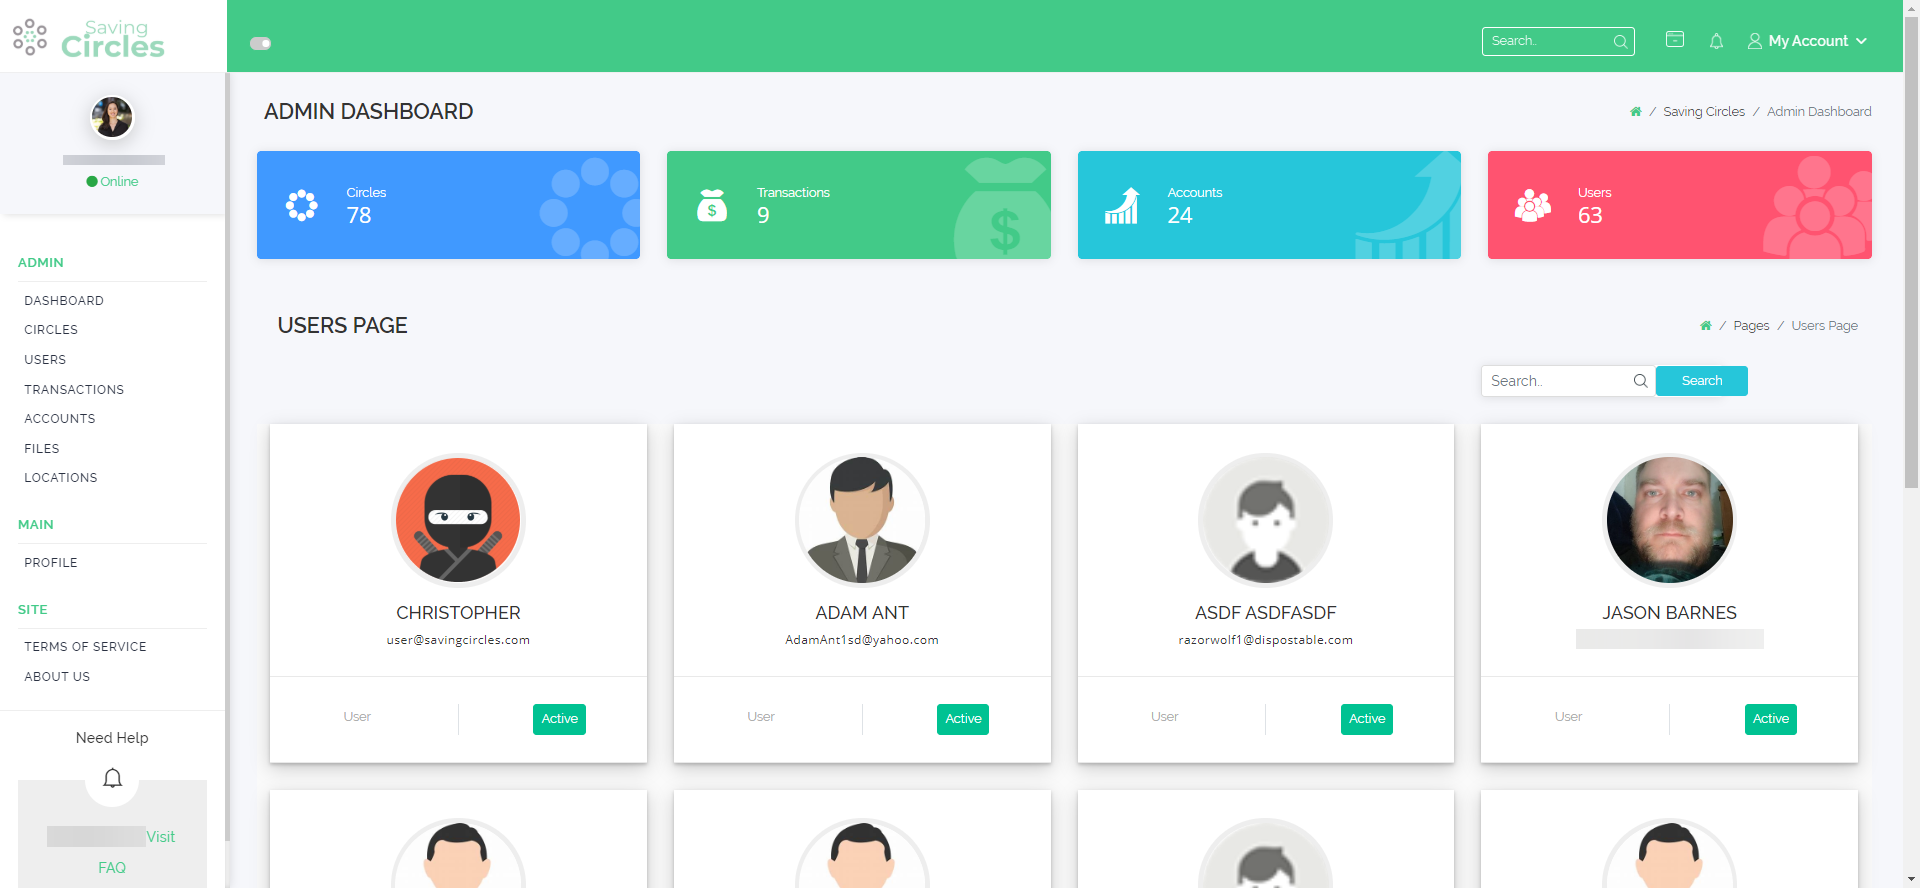 Saving
Circles
Search..
My Account
Online
ADMIN DASHBOARD
/ Saving Circles / Admin Dashboard
Circles
78
Transactions
9
$
$
Accounts
24
Users
63
ADMIN
DASHBOARD
CIRCLES
USERS
TRANSACTIONS
ACCOUNTS
FILES
LOCATIONS
MAIN
PROFILE
SITE
TERMS OF SERVICE
ABOUT US
Need Help
Visit
FAQ
USERS PAGE
/ Pages / Users Page
Search..
Search
CHRISTOPHER
user@savingcircles.com
User
Active
ADAM ANT
AdamAnt1sd@yahoo.com
User
Active
ASDF ASDFASDF
razorwolf1@dispostable.com
User
Active
JASON BARNES
User
Active